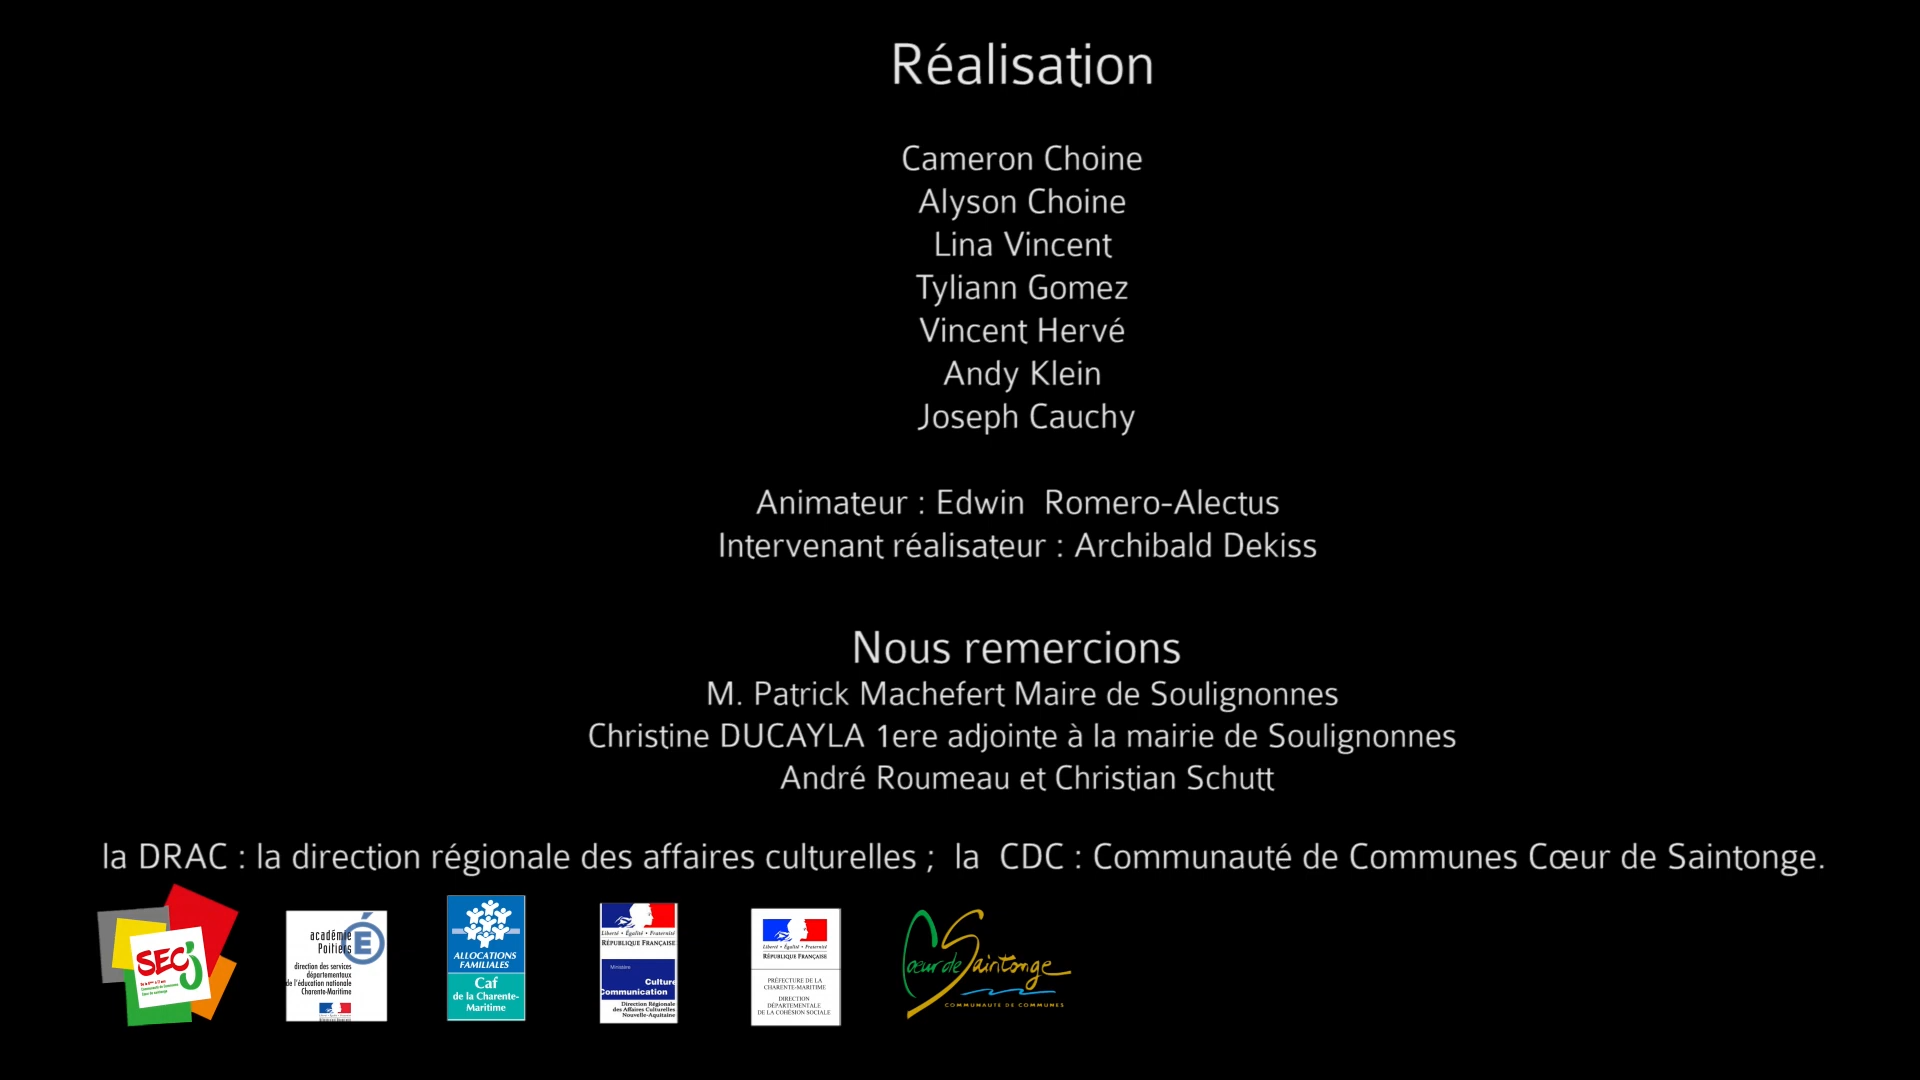 Réalisation
Cameron Choine
Alyson Choine
Lina Vincent
Tyliann Gomez
Vincent Hervé
Andy Klein
Joseph Cauchy
Animateur : Edwin  Romero-Alectus
Intervenant réalisateur : Archibald Dekiss
Nous remercions
M. Patrick Machefert Maire de Soulignonnes
Christine DUCAYLA 1ere adjointe à la mairie de Soulignonnes
André Roumeau et Christian Schutt
la DRAC : la direction régionale des affaires culturelles ;  la  CDC : Communauté de Communes Cœur de Saintonge.
SEC'J
académie
Poitiers
É
direction des services
départementaux
de l'éducation nationale
Charente-Maritime
ALLOCATIONS
FAMILIALES
Caf
de la Charente-
Maritime
Liberté • Égalité • Fraternité
RÉPUBLIQUE FRANÇAISE
Ministère
Culture
Communication
Direction Régionale
des Affaires Culturelles
Nouvelle-Aquitaine
Liberté • Égalité • Fraternité
RÉPUBLIQUE FRANÇAISE
PRÉFECTURE DE LA
CHARENTE-MARITIME
DIRECTION
DÉPARTEMENTALE
DE LA COHÉSION SOCIALE
Coeur de Saintonge
COMMUNAUTE DE COMMUNES